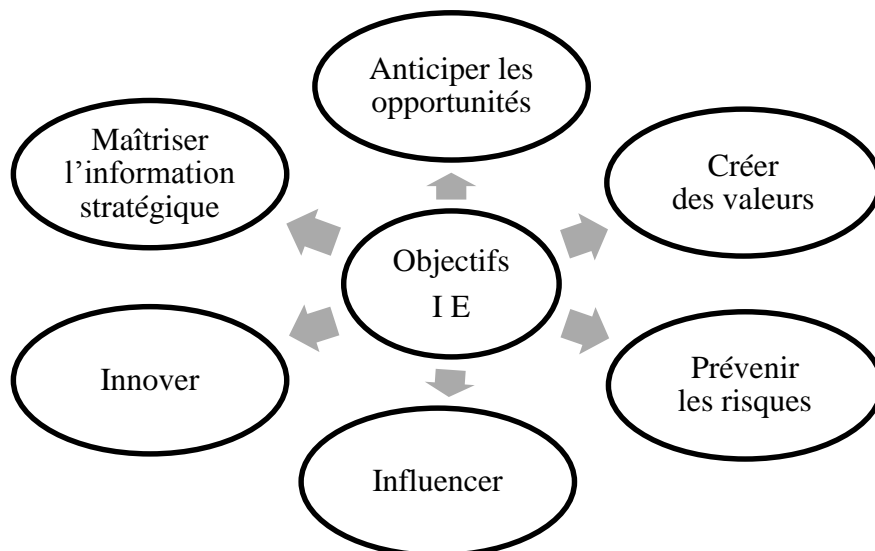 Anticiper les
opportunités
Maîtriser
l’information
stratégique
Créer
des valeurs
Objectifs
I E
Innover
Prévenir
les risques
Influencer